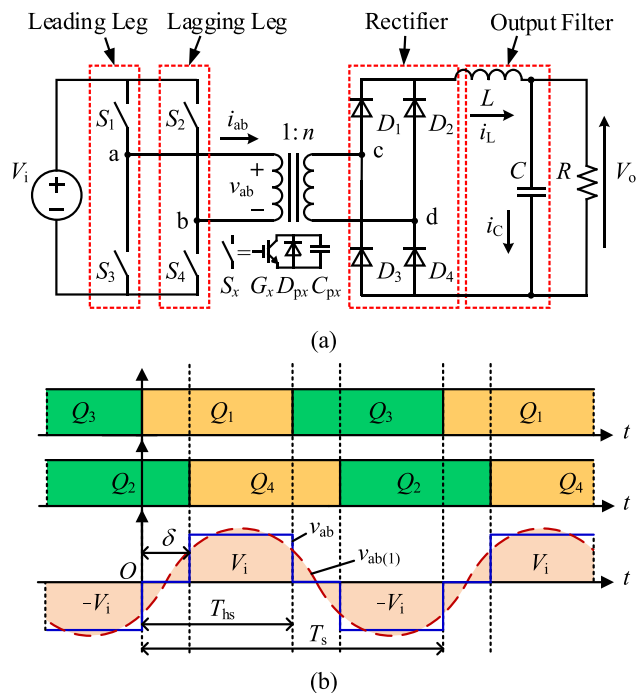 Leading Leg Lagging Leg Rectifier Output Filter
S1 S2 iab 1:n D1 D2 L
iL
a c
Vi + vab + C R Vo
− b − d
iC
S3 S4 Sx = Gx Dpx Cpx D3 D4
(a)
Q3 Q1 Q3 Q1 t
Q2 Q4 Q2 Q4 t
δ vab
O Vi vab(1) Vi t
-Vi Ths -Vi
Ts
(b)